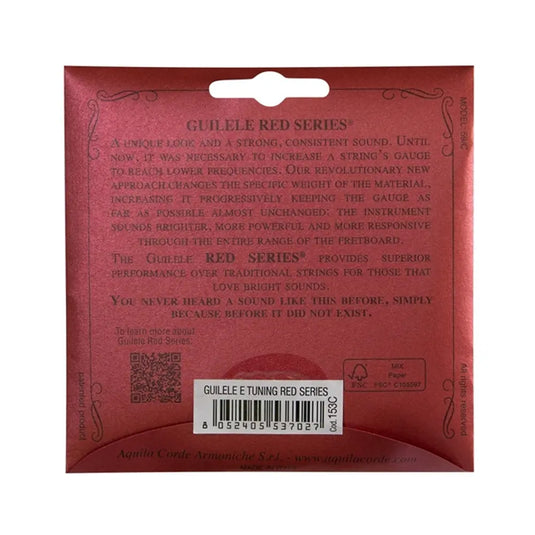 GUILELE RED SERIES®
A UNIQUE LOOK AND A STRONG, CONSISTENT SOUND. UNTIL
NOW, IT WAS NECESSARY TO INCREASE A STRING'S GAUGE
TO REACH LOWER FREQUENCIES. OUR REVOLUTIONARY NEW
APPROACH CHANGES THE SPECIFIC WEIGHT OF THE MATERIAL,
INCREASING IT PROGRESSIVELY KEEPING THE GAUGE AS
FAR AS POSSIBLE ALMOST UNCHANGED: THE INSTRUMENT
SOUNDS BRIGHTER, MORE POWERFUL AND MORE RESPONSIVE
THROUGH THE ENTIRE RANGE OF THE FRETBOARD.
THE GUILELE RED SERIES® PROVIDES SUPERIOR
PERFORMANCE OVER TRADITIONAL STRINGS FOR THOSE THAT
LOVE BRIGHT SOUNDS.
YOU NEVER HEARD A SOUND LIKE THIS BEFORE, SIMPLY
BECAUSE BEFORE IT DID NOT EXIST.
To learn more about
Guilele Red Series:
patented product
MODEL
All rights reserved
FSC
MIX
Paper
GUILELE E TUNING RED SERIES
8 052405 537027
Cod. 153C
Aquila Corde Armoniche S.r.l. - www.aquilacorde.com